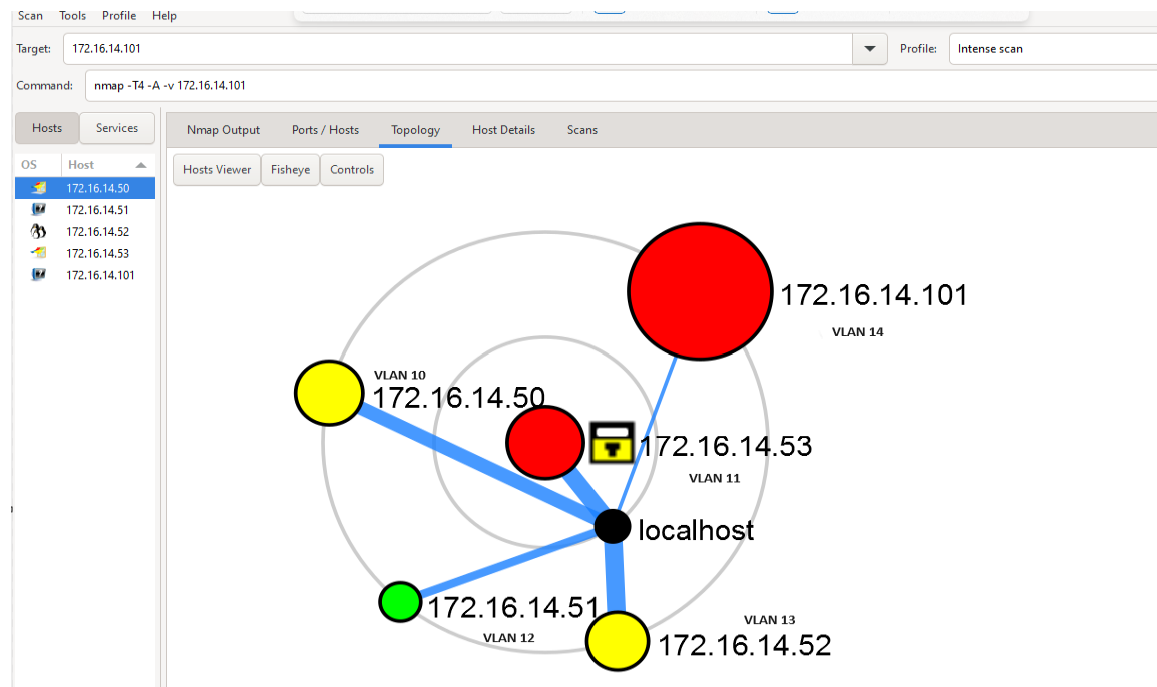 Scan Tools Profile Help
Target: 172.16.14.101 Profile: Intense scan
Command: nmap -T4 -A -v 172.16.14.101
Hosts Services
Nmap Output Ports / Hosts Topology Host Details Scans
OS Host
Hosts Viewer Fisheye Controls
172.16.14.50
172.16.14.51
172.16.14.52
172.16.14.53
172.16.14.101
172.16.14.101
VLAN 14
VLAN 10
172.16.14.50
172.16.14.53
VLAN 11
localhost
172.16.14.51
VLAN 12
VLAN 13
172.16.14.52